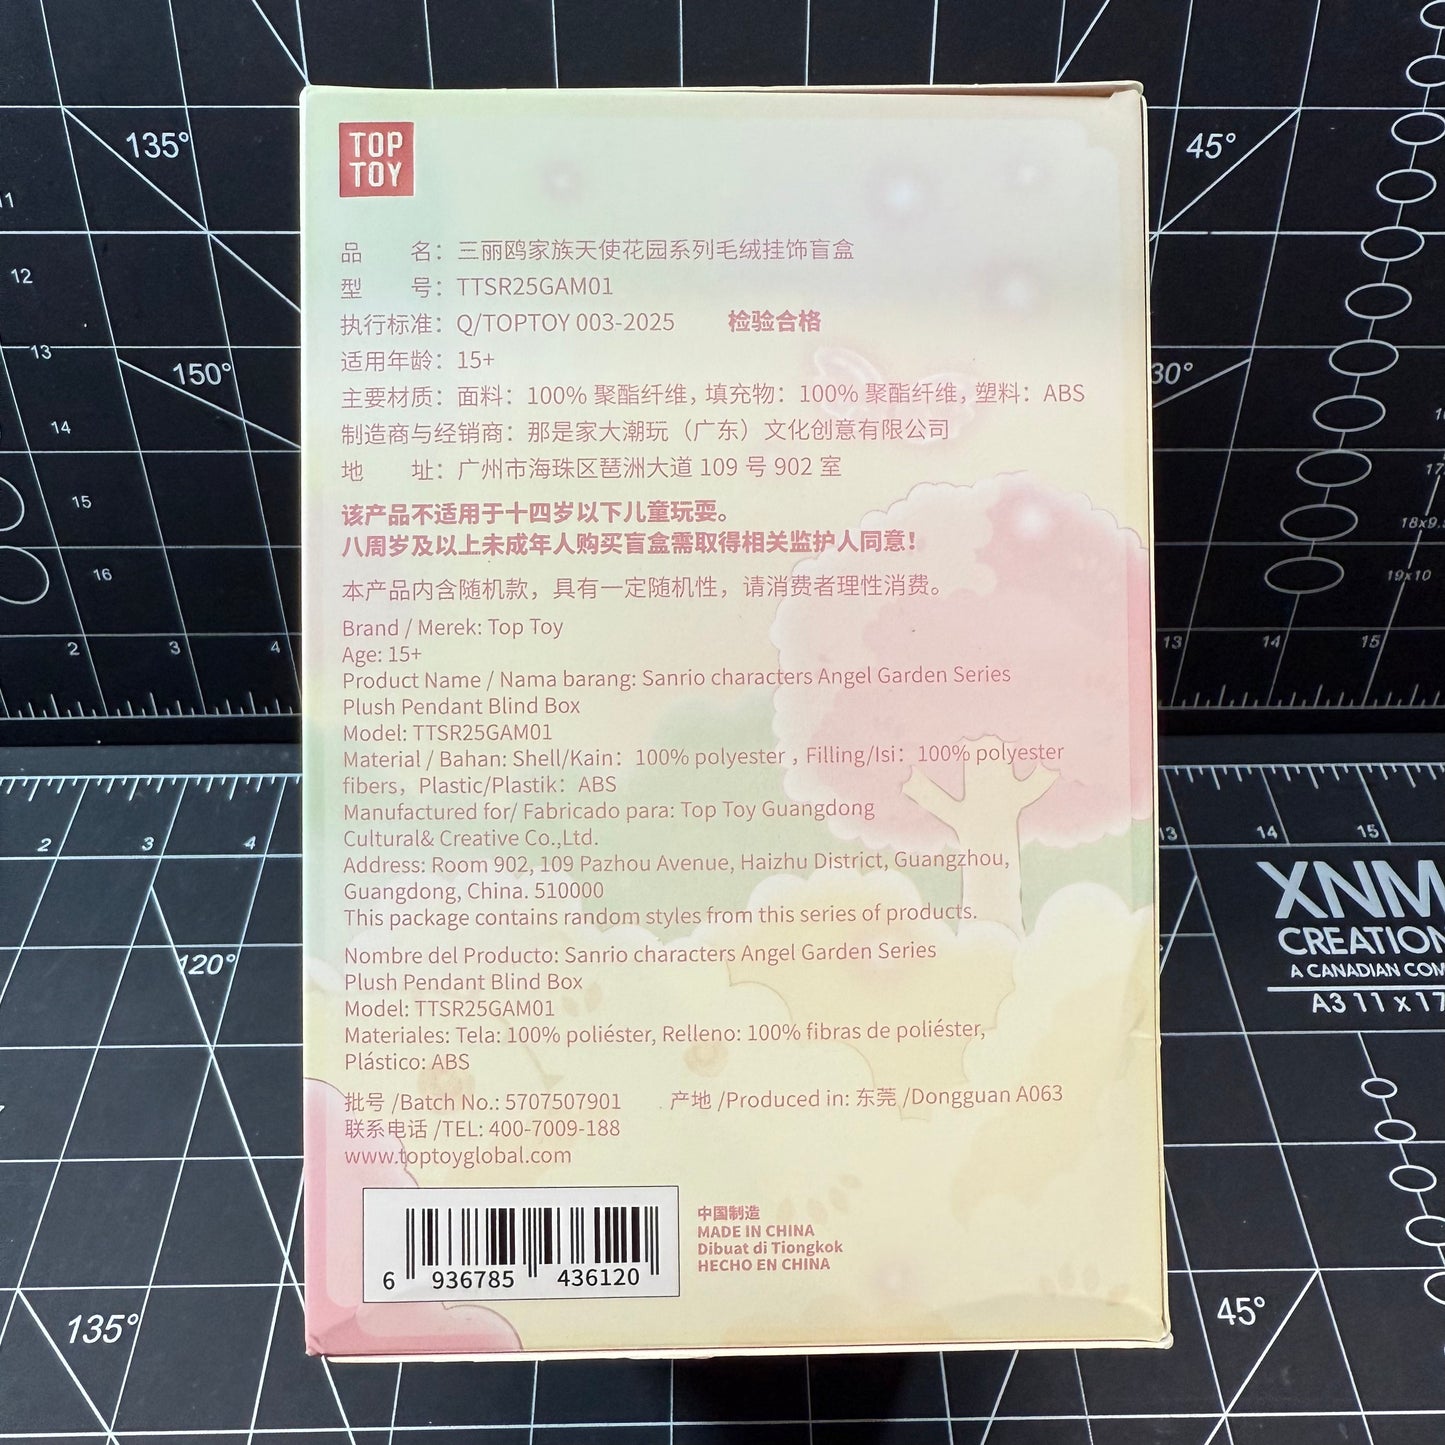 TOP
TOY
品 名：三丽鸥家族天使花园系列毛绒挂饰盲盒
型 号：TTSR25GAM01
执行标准：Q/TOPTOY 003-2025 检验合格
适用年龄：15+
主要材质：面料：100% 聚酯纤维，填充物：100% 聚酯纤维，塑料：ABS
制造商与经销商：那是家大潮玩（广东）文化创意有限公司
地 址：广州市海珠区琶洲大道 109 号 902 室
该产品不适用于十四岁以下儿童玩耍。
八周岁及以上未成年人购买盲盒需取得相关监护人同意！
本产品内含随机款，具有一定随机性，请消费者理性消费。
Brand / Merek: Top Toy
Age: 15+
Product Name / Nama barang: Sanrio characters Angel Garden Series
Plush Pendant Blind Box
Model: TTSR25GAM01
Material / Bahan: Shell/Kain：100% polyester , Filling/Isi：100% polyester
fibers，Plastic/Plastik：ABS
Manufactured for/ Fabricado para: Top Toy Guangdong
Cultural& Creative Co.,Ltd.
Address: Room 902, 109 Pazhou Avenue, Haizhu District, Guangzhou,
Guangdong, China. 510000
This package contains random styles from this series of products.
Nombre del Producto: Sanrio characters Angel Garden Series
Plush Pendant Blind Box
Model: TTSR25GAM01
Materiales: Tela: 100% poliéster, Relleno: 100% fibras de poliéster,
Plástico: ABS
批号 /Batch No.: 5707507901 产地 /Produced in: 东莞 /Dongguan A063
联系电话 /TEL: 400-7009-188
www.toptoyglobal.com
6 936785 436120
中国制造
MADE IN CHINA
Dibuat di Tiongkok
HECHO EN CHINA
135°
45°
11
12
13
150°
30°
14
15
16
2 3 4
13 14 15
19x10
2 3 4
13 14 15
XNM
CREATION
A CANADIAN COM
A3 11 x 17
120°
135°
45°